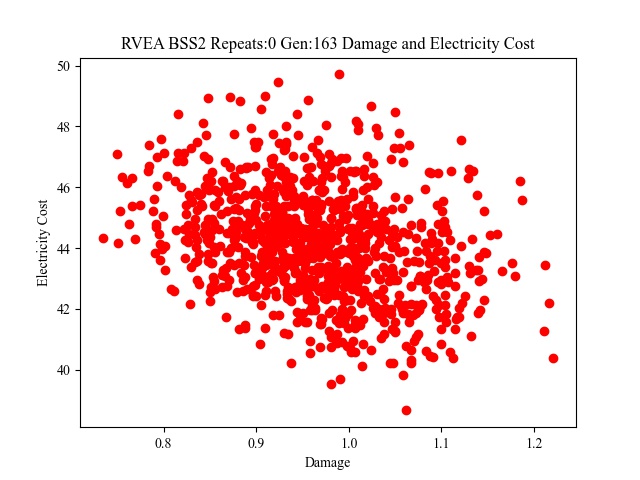 RVEA BSS2 Repeats:0 Gen:163 Damage and Electricity Cost
50
48
46
44
42
40
Electricity Cost
0.8 0.9 1.0 1.1 1.2
Damage